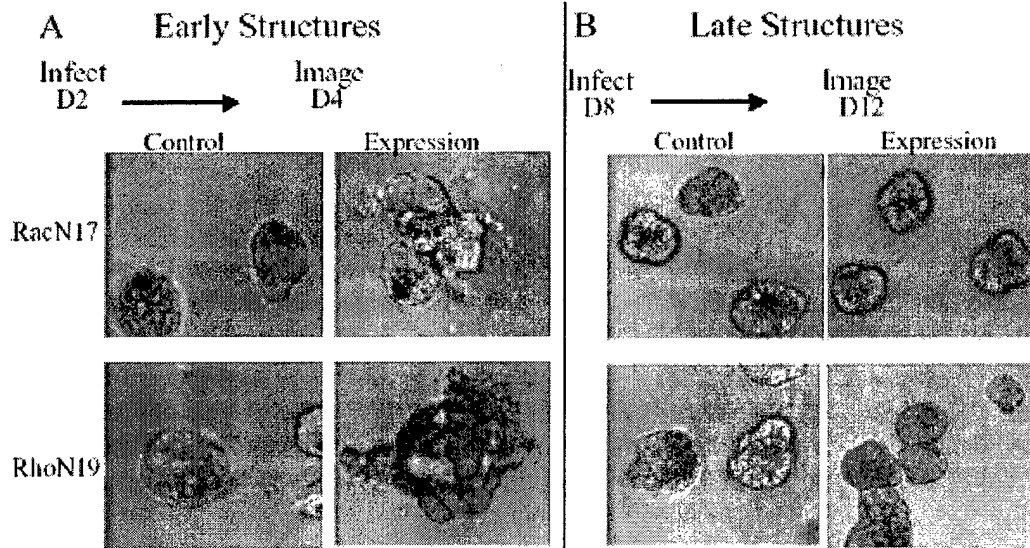 A Early Structures
Infect Image
D2 D4
Control Expression
RacN17
RhoN19
B Late Structures
Infect Image
D8 D12
Control Expression